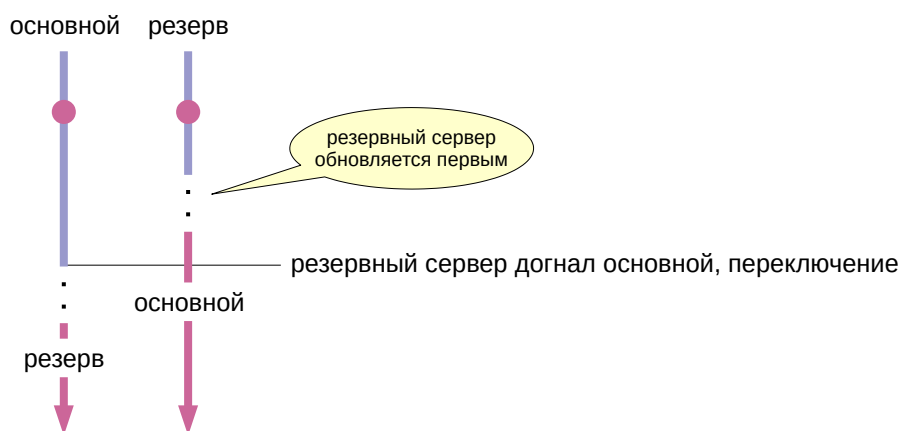 основной резерв
резервный сервер
обновляется первым
резервный сервер догнал основной, переключение
основной
резерв